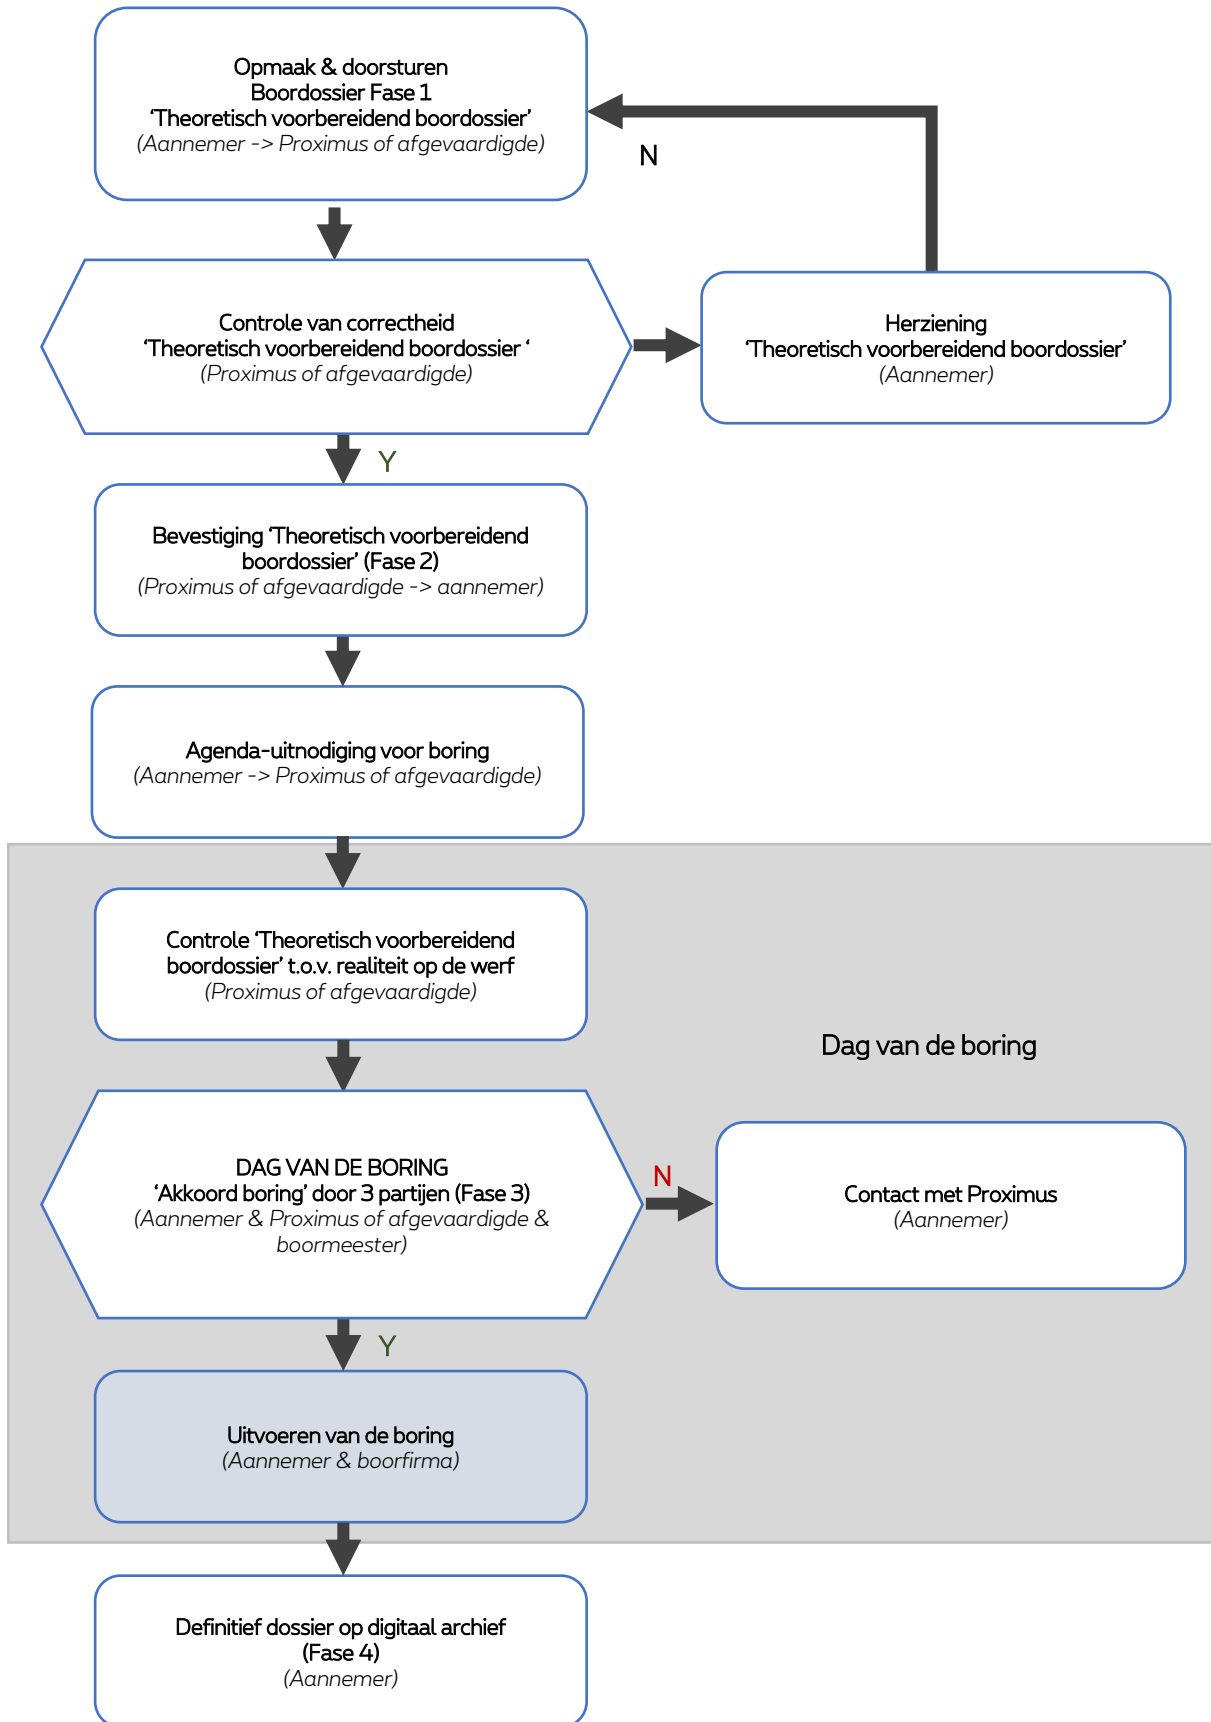 Opmaak & doorsturen
Boordossier Fase 1
‘Theoretisch voorbereidend boordossier’
(Aannemer -> Proximus of afgevaardigde)
N
Controle van correctheid
‘Theoretisch voorbereidend boordossier ‘
(Proximus of afgevaardigde)
Herziening
‘Theoretisch voorbereidend boordossier’
(Aannemer)
Y
Bevestiging ‘Theoretisch voorbereidend
boordossier’ (Fase 2)
(Proximus of afgevaardigde -> aannemer)
Agenda-uitnodiging voor boring
(Aannemer -> Proximus of afgevaardigde)
Controle ‘Theoretisch voorbereidend
boordossier’ t.o.v. realiteit op de werf
(Proximus of afgevaardigde)
Dag van de boring
DAG VAN DE BORING
‘Akkoord boring’ door 3 partijen (Fase 3)
(Aannemer & Proximus of afgevaardigde &
boormeester)
N
Contact met Proximus
(Aannemer)
Y
Uitvoeren van de boring
(Aannemer & boorfirma)
Definitief dossier op digitaal archief
(Fase 4)
(Aannemer)